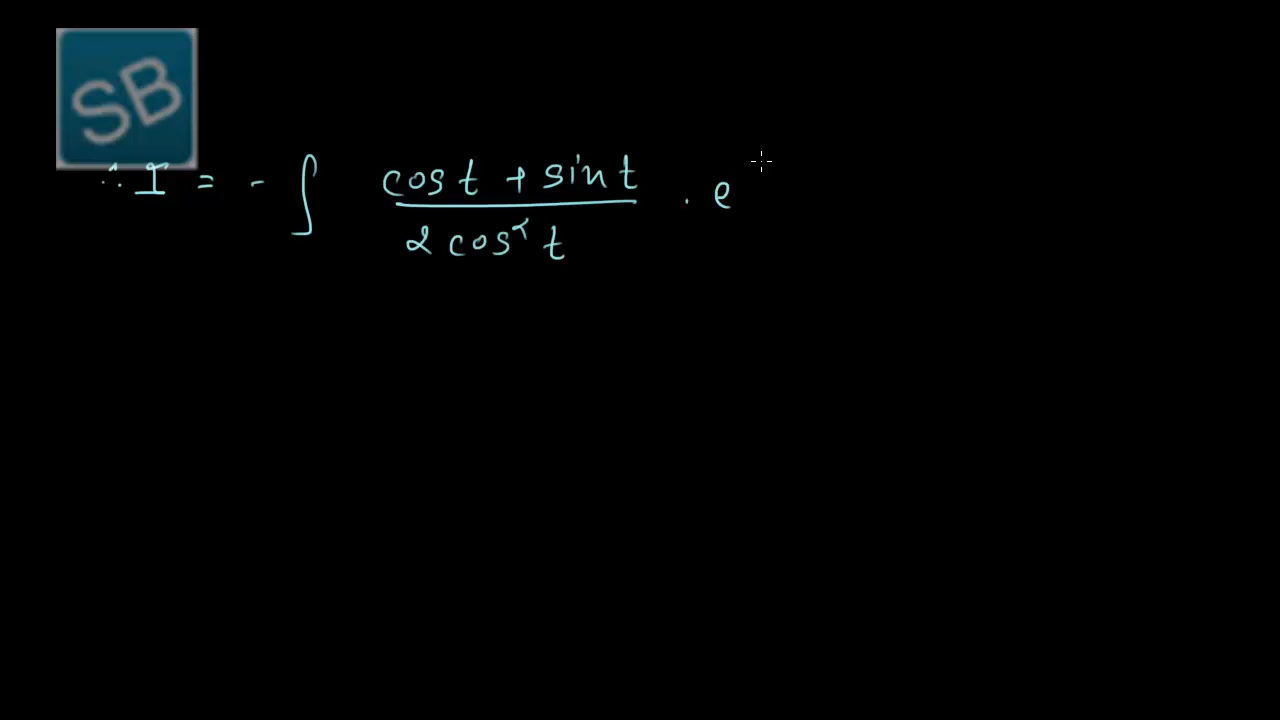 SB
∴ I = - ∫ (cos t + sin t)/(2 cos² t) . e